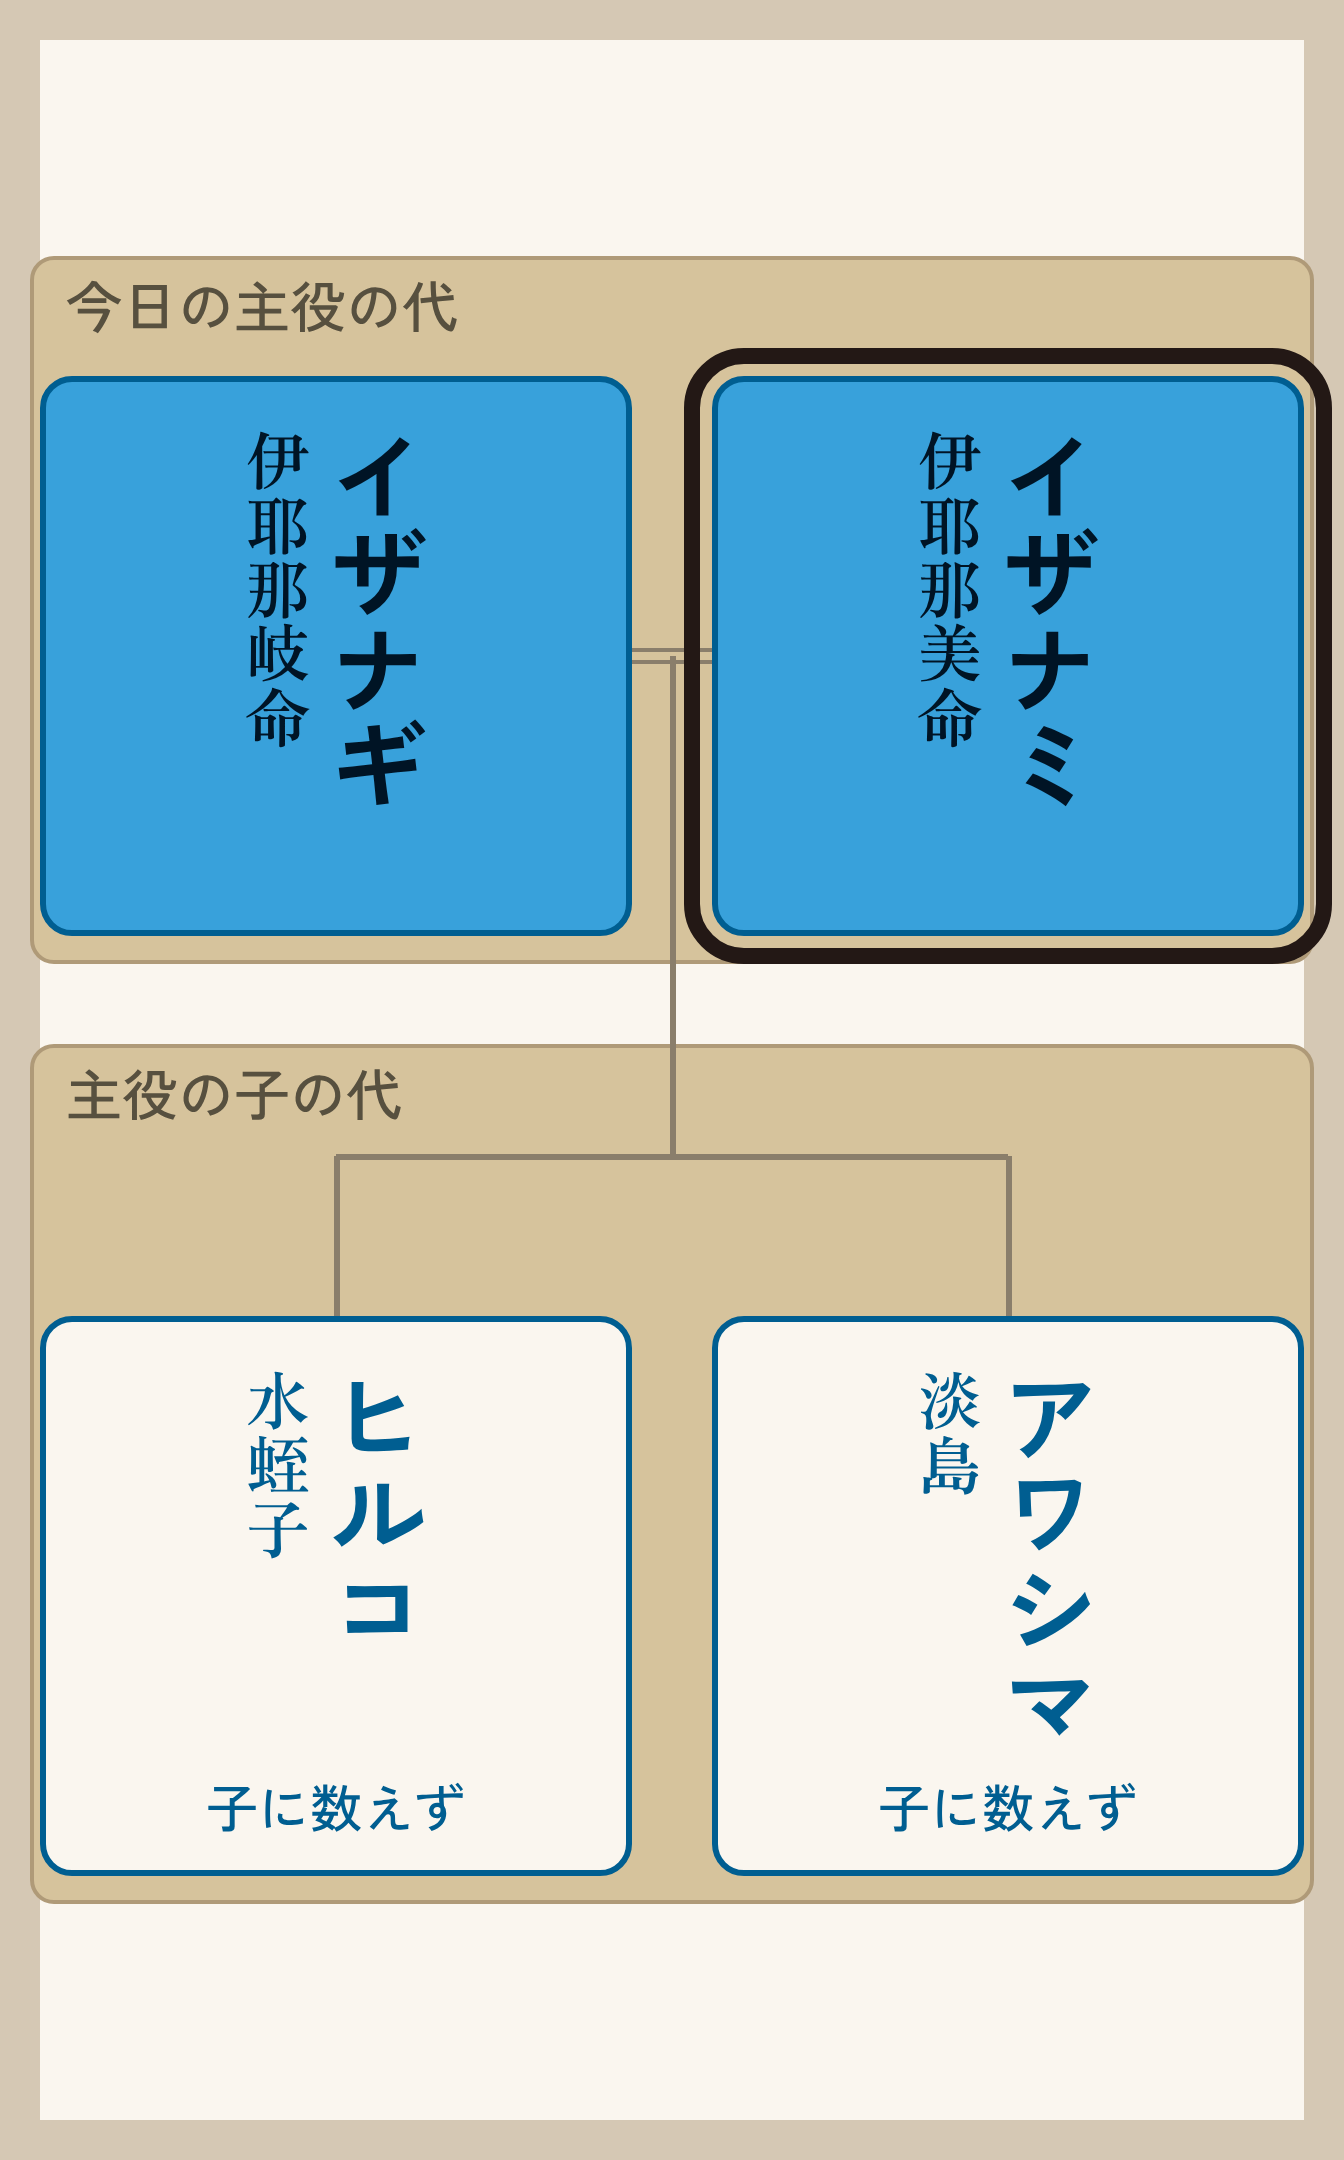 今日の主役の代
イザナギ
伊耶那岐命
イザナミ
伊耶那美命
主役の子の代
ヒルコ
水蛭子
子に数えず
アワシマ
淡島
子に数えず